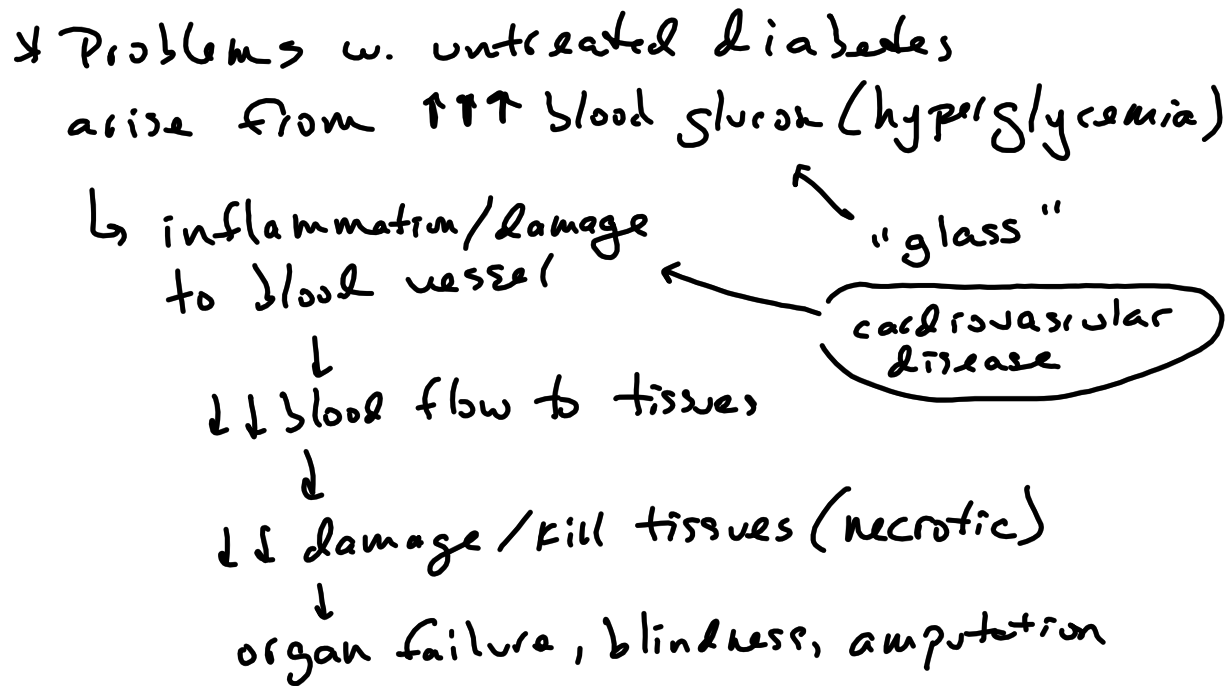 * Problems w. untreated diabetes
arise from ↑↑↑ blood glucose (hyperglycemia)
"glass"
↳ inflammation/damage
to blood vessel
cardiovascular
disease
↓
↓↓ blood flow to tissues
↓
↓↓ damage/kill tissues (necrotic)
↓
organ failure, blindness, amputation